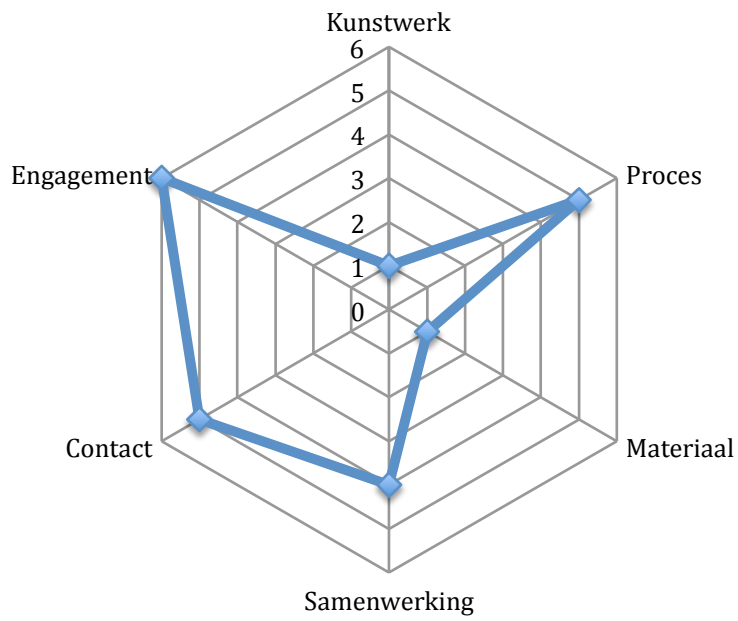 Kunstwerk
6
5
4
3
2
1
0
Engagement
Proces
Contact
Materiaal
Samenwerking